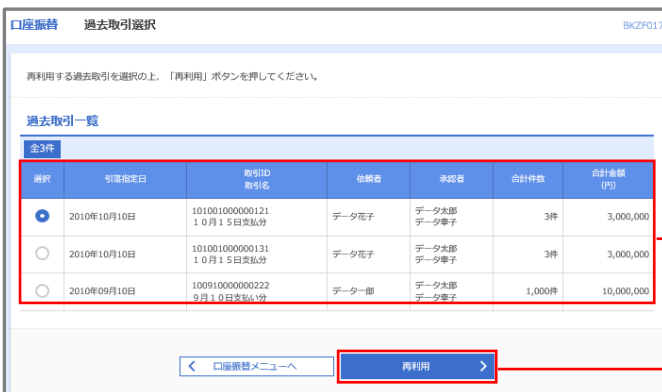 口座振替 過去取引選択 BKZF017
再利用する過去取引を選択の上、「再利用」ボタンを押してください。
過去取引一覧
全3件
選択 引落指定日 取引ID 依頼者 承認者 合計件数 合計金額
取引名 (円)
2010年10月10日 101001000000121 データ花子 データ太郎 3件 3,000,000
10月15日支払分 データ幸子
2010年10月10日 101001000000131 データ花子 データ太郎 3件 3,000,000
10月15日支払分 データ幸子
2010年09月10日 100910000000222 データ一郎 データ太郎 1,000件 10,000,000
9月10日支払い分 データ幸子
口座振替メニューへ 再利用